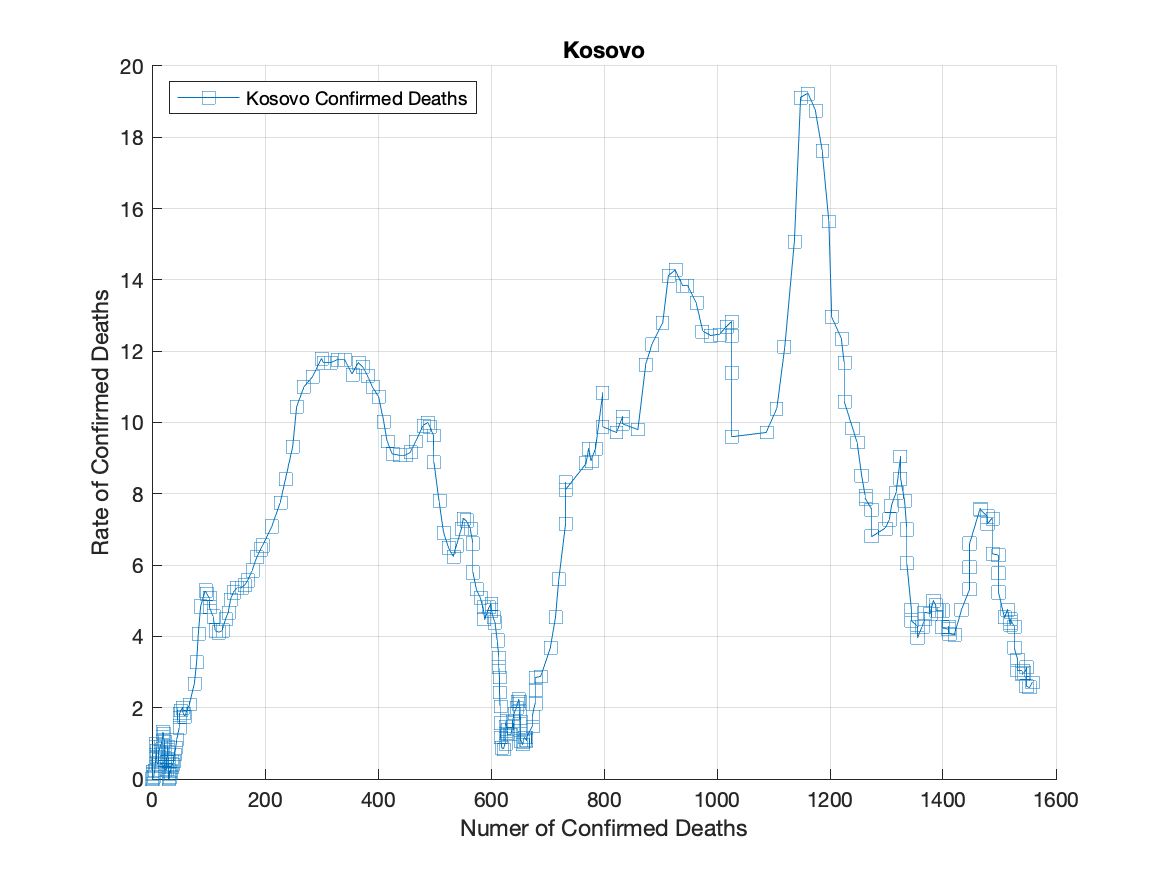 Kosovo
Kosovo Confirmed Deaths
20
18
16
14
12
10
8
6
4
2
0
Rate of Confirmed Deaths
0 200 400 600 800 1000 1200 1400 1600
Numer of Confirmed Deaths